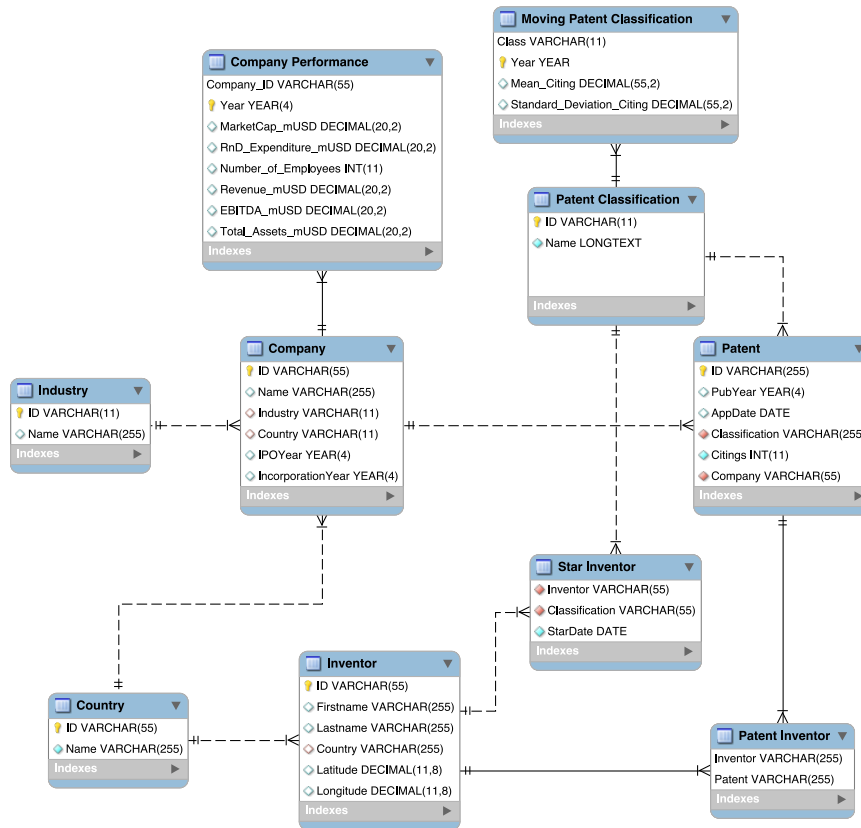 Moving Patent Classification
Class VARCHAR(11)
Year YEAR
Mean_Citing DECIMAL(55,2)
Standard_Deviation_Citing DECIMAL(55,2)
Indexes
Company Performance
Company_ID VARCHAR(55)
Year YEAR(4)
MarketCap_mUSD DECIMAL(20,2)
RnD_Expenditure_mUSD DECIMAL(20,2)
Number_of_Employees INT(11)
Revenue_mUSD DECIMAL(20,2)
EBITDA_mUSD DECIMAL(20,2)
Total_Assets_mUSD DECIMAL(20,2)
Indexes
Patent Classification
ID VARCHAR(11)
Name LONGTEXT
Indexes
Company
ID VARCHAR(55)
Name VARCHAR(255)
Industry VARCHAR(11)
Country VARCHAR(11)
IPOYear YEAR(4)
IncorporationYear YEAR(4)
Indexes
Patent
ID VARCHAR(255)
PubYear YEAR(4)
AppDate DATE
Classification VARCHAR(255
Citings INT(11)
Company VARCHAR(55)
Indexes
Industry
ID VARCHAR(11)
Name VARCHAR(255)
Indexes
Star Inventor
Inventor VARCHAR(55)
Classification VARCHAR(55)
StarDate DATE
Indexes
Inventor
ID VARCHAR(55)
Firstname VARCHAR(255)
Lastname VARCHAR(255)
Country VARCHAR(255)
Latitude DECIMAL(11,8)
Longitude DECIMAL(11,8)
Indexes
Country
ID VARCHAR(55)
Name VARCHAR(255)
Indexes
Patent Inventor
Inventor VARCHAR(255)
Patent VARCHAR(255)
Indexes